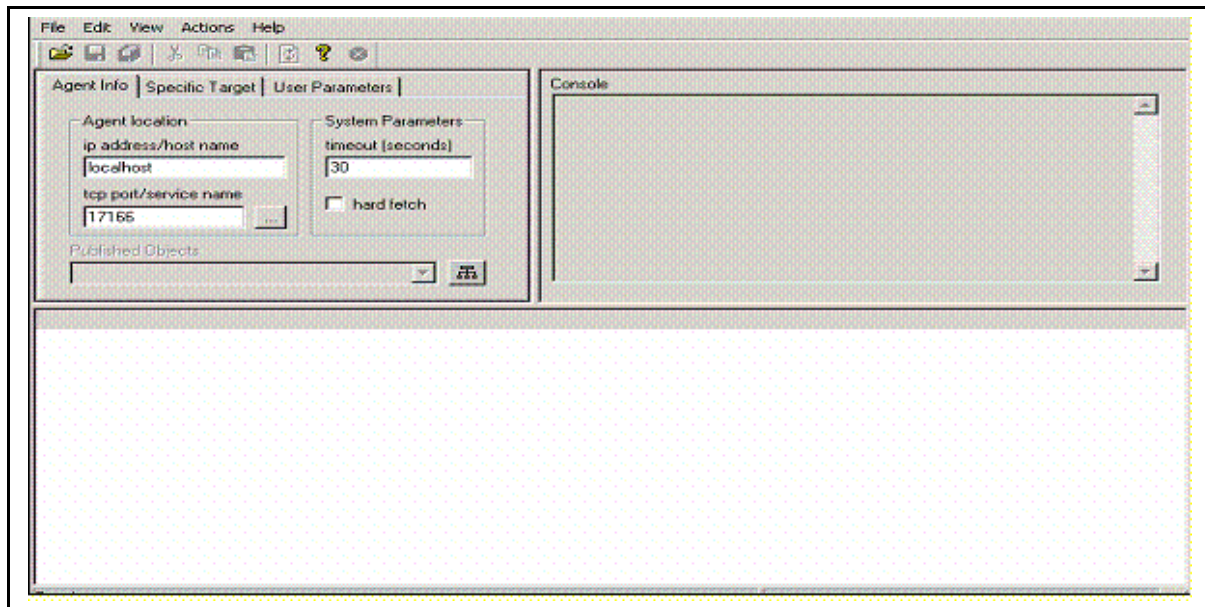 File Edit View Actions Help
Agent Info Specific Target User Parameters
Console
Agent location
System Parameters
ip address/host name
timeout (seconds)
localhost
30
tcp port/service name
hard fetch
17166
...
Published Objects